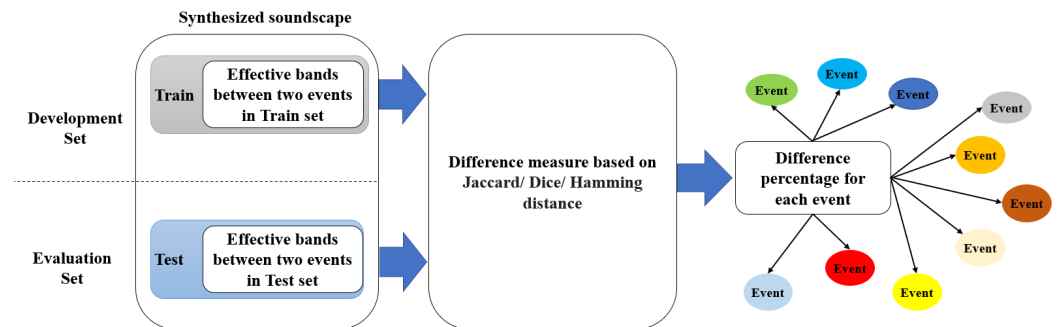 Synthesized soundscape
Development
Set
Train
Effective bands
between two events
in Train set
Evaluation
Set
Test
Effective bands
between two events
in Test set
Difference measure based on
Jaccard/ Dice/ Hamming
distance
Difference
percentage for
each event
Event
Event
Event
Event
Event
Event
Event
Event
Event
Event